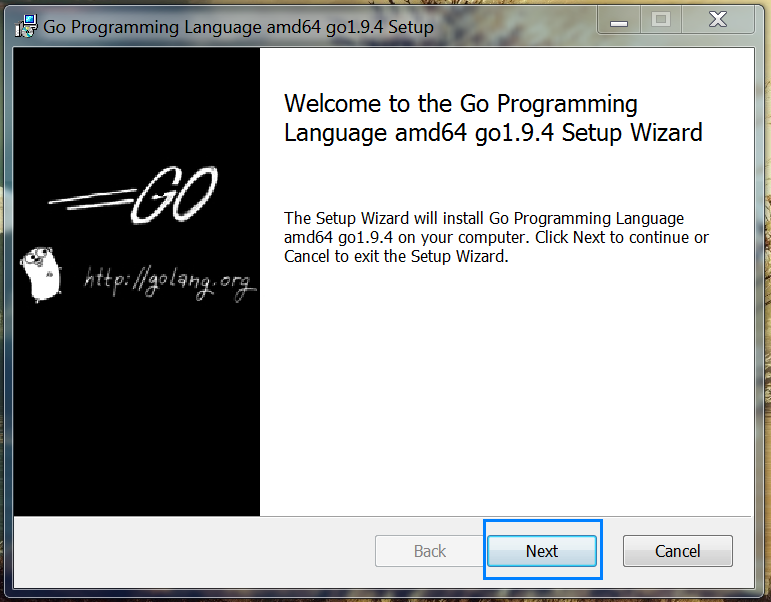 Go Programming Language amd64 go1.9.4 Setup
Welcome to the Go Programming
Language amd64 go1.9.4 Setup Wizard
GO
http://golang.org
The Setup Wizard will install Go Programming Language
amd64 go1.9.4 on your computer. Click Next to continue or
Cancel to exit the Setup Wizard.
Back
Next
Cancel